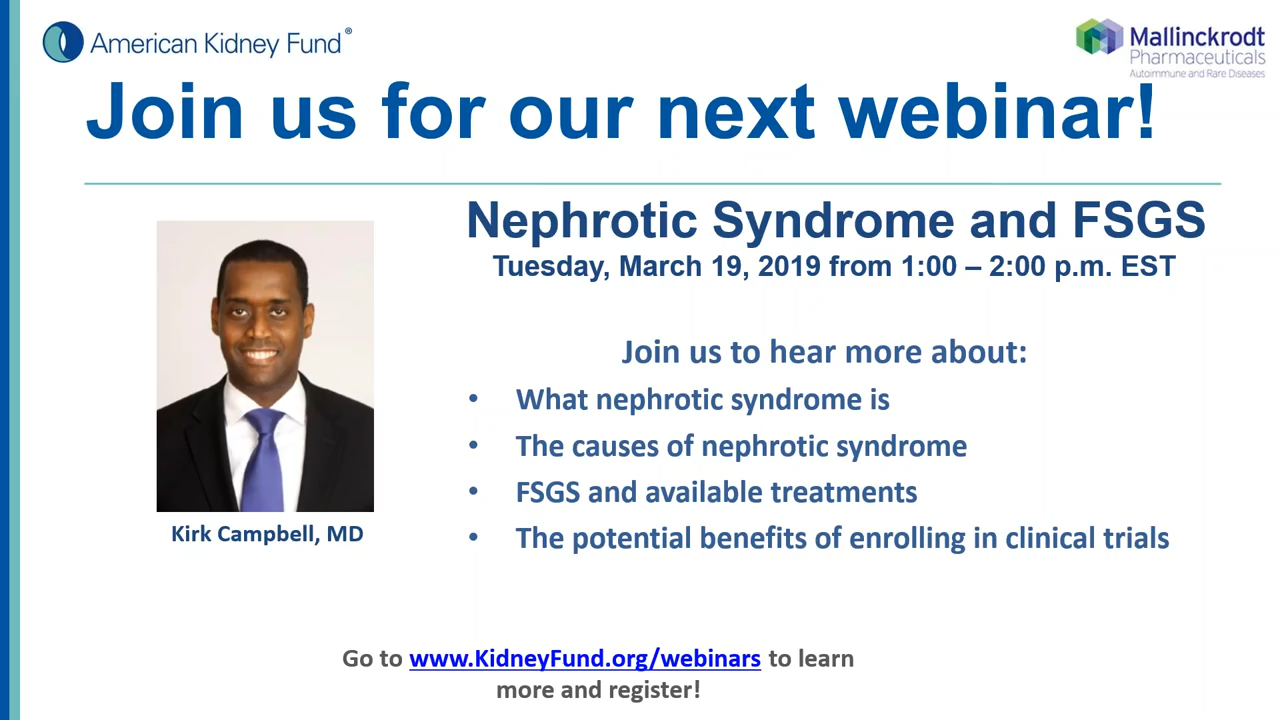 American Kidney Fund®
Mallinckrodt
Pharmaceuticals
Autoimmune and Rare Diseases
Join us for our next webinar!
Nephrotic Syndrome and FSGS
Tuesday, March 19, 2019 from 1:00 – 2:00 p.m. EST
Join us to hear more about:
• What nephrotic syndrome is
• The causes of nephrotic syndrome
• FSGS and available treatments
• The potential benefits of enrolling in clinical trials
Kirk Campbell, MD
Go to www.KidneyFund.org/webinars to learn
more and register!